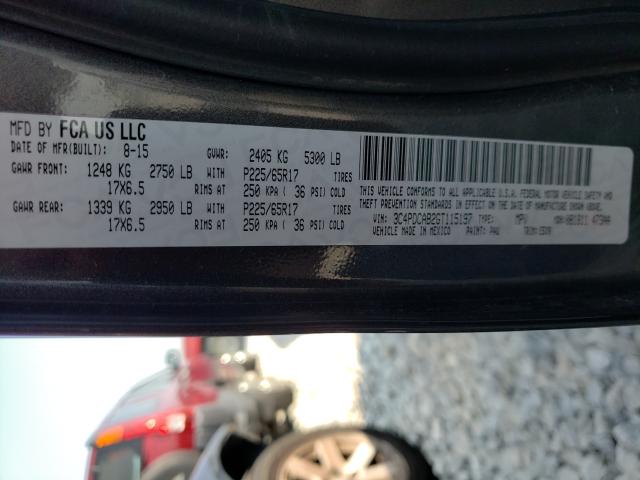 MFD BY FCA US LLC
DATE OF MFR(BUILT): 8-15 GVWR: 2405 KG 5300 LB
GAWR FRONT: 1248 KG 2750 LB WITH P225/65R17 TIRES
17X6.5 RIMS AT 250 KPA ( 36 PSI) COLD
GAWR REAR: 1339 KG 2950 LB WITH P225/65R17 TIRES
17X6.5 RIMS AT 250 KPA ( 36 PSI) COLD
THIS VEHICLE CONFORMS TO ALL APPLICABLE U.S.A. FEDERAL MOTOR VEHICLE SAFETY AND
THEFT PREVENTION STANDARDS IN EFFECT ON THE DATE OF MANUFACTURE SHOWN ABOVE.
VIN: 3C4PDCAB2GT115197 TYPE: MPV MDH:
VEHICLE MADE IN MEXICO PAINT: PAU TRIM: